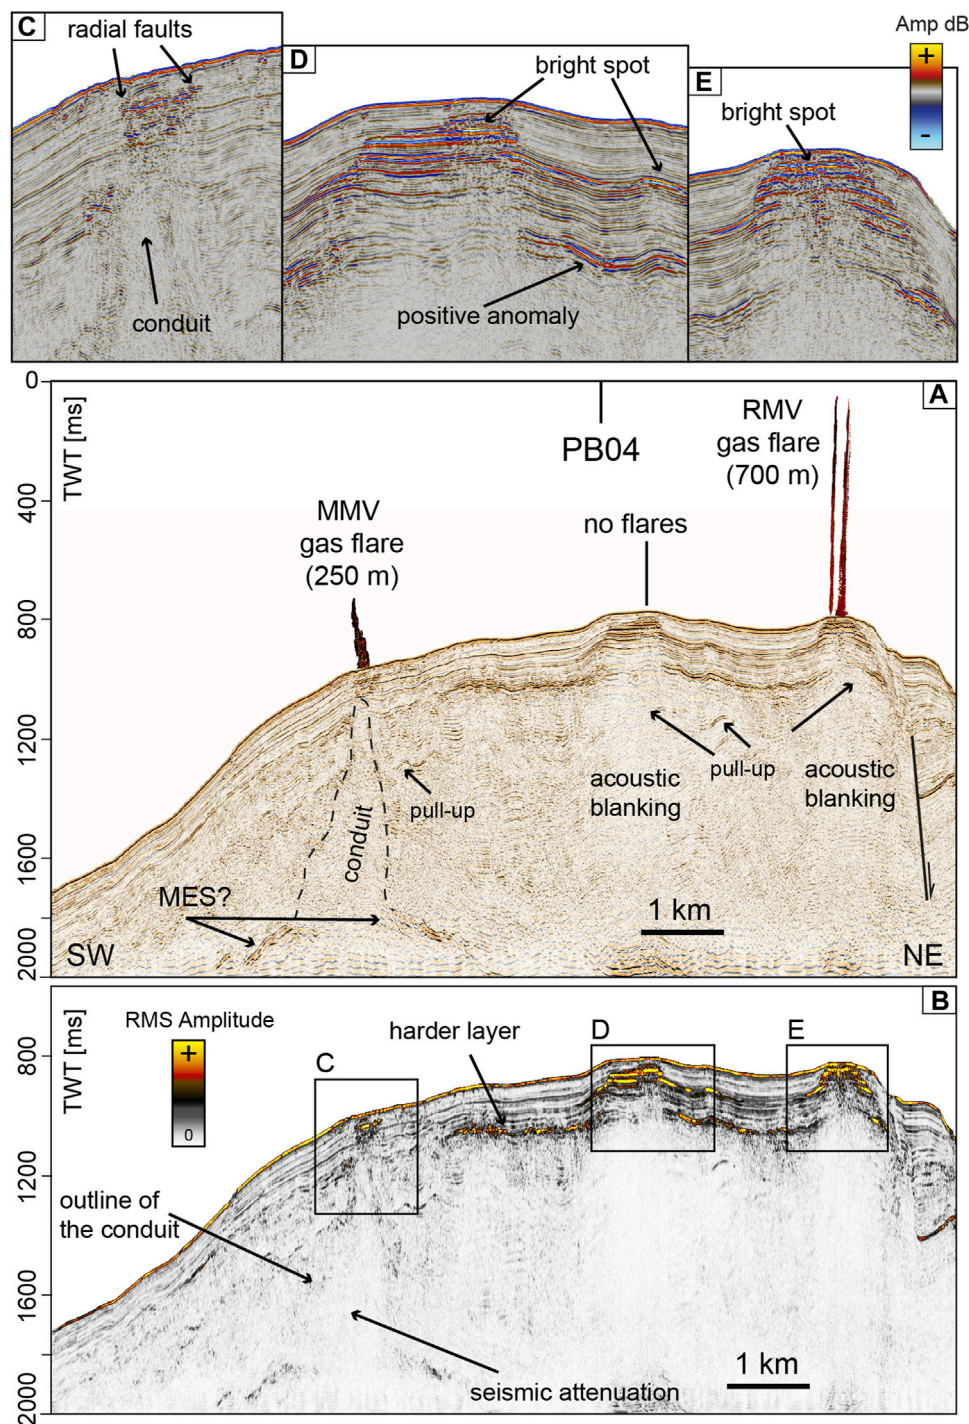 C
radial faults
conduit
D
bright spot
positive anomaly
E
bright spot
Amp dB
+
-
A
0
400
800
1200
1600
2000
TWT [ms]
PB04
MMV
gas flare
(250 m)
no flares
RMV
gas flare
(700 m)
pull-up
conduit
acoustic
blanking
pull-up
acoustic
blanking
MES?
1 km
SW
NE
B
RMS Amplitude
+
0
800
1200
1600
2000
TWT [ms]
harder layer
C
D
E
outline of
the conduit
seismic attenuation
1 km